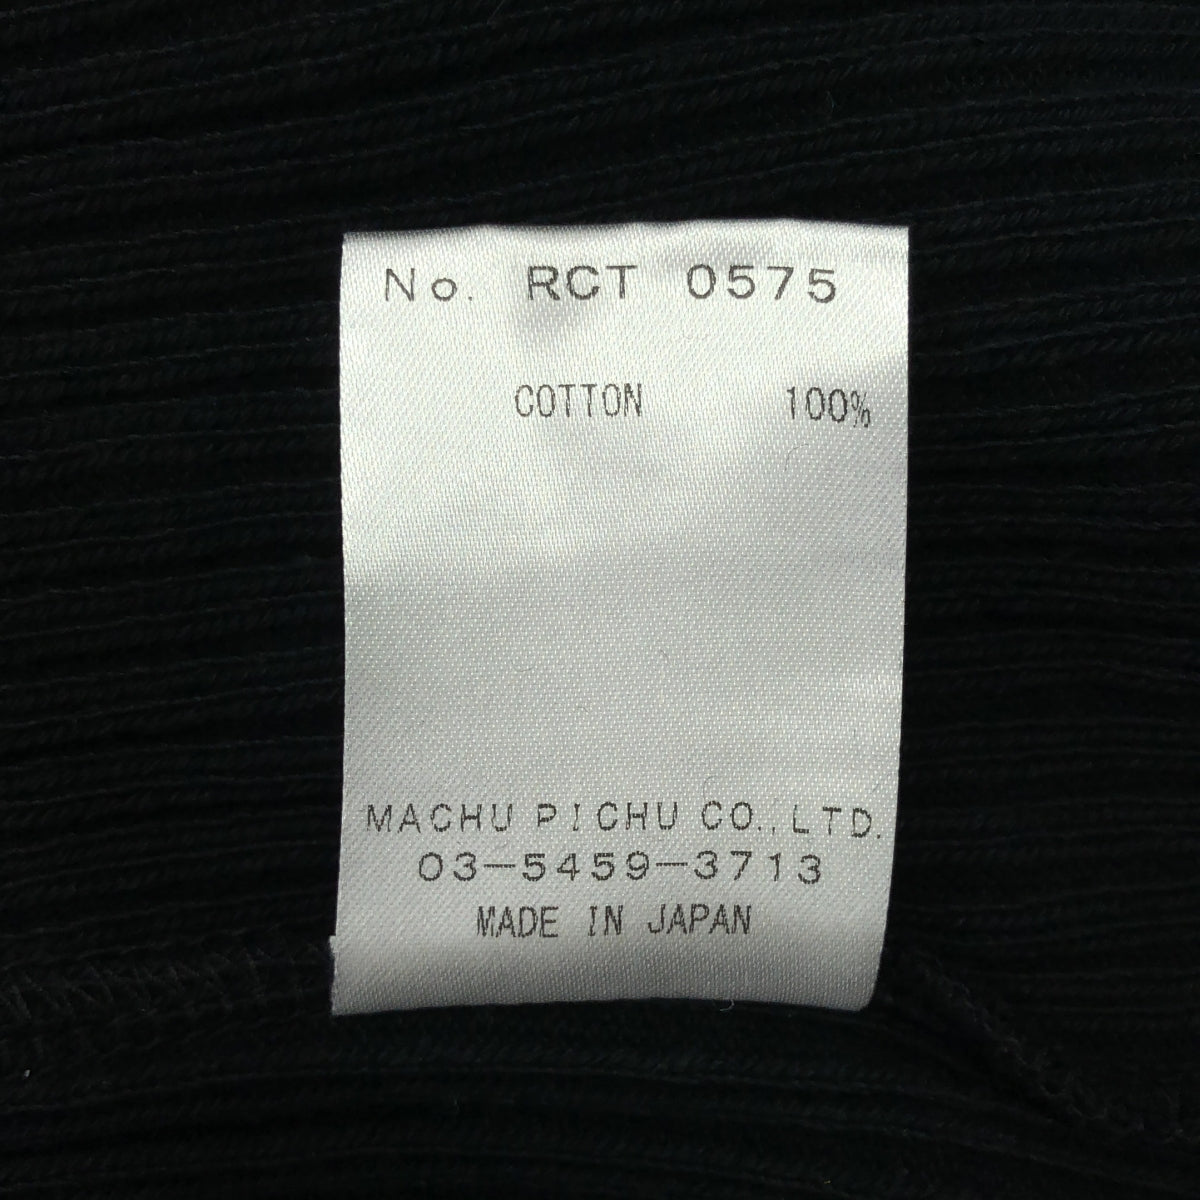 No. RCT 0575
COTTON 100%
MACHU PICHU CO., LTD.
03-5459-3713
MADE IN JAPAN